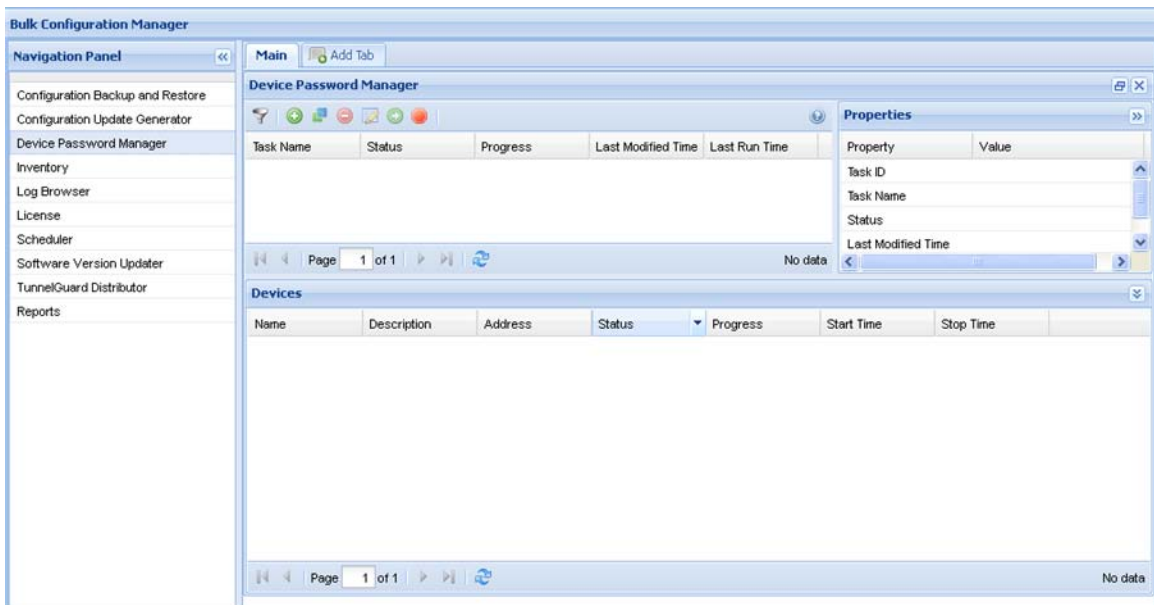 Bulk Configuration Manager
Navigation Panel
Configuration Backup and Restore
Configuration Update Generator
Device Password Manager
Inventory
Log Browser
License
Scheduler
Software Version Updater
TunnelGuard Distributor
Reports
Main Add Tab
Device Password Manager
Task Name Status Progress Last Modified Time Last Run Time
Page 1 of 1 No data
Properties
Property Value
Task ID
Task Name
Status
Last Modified Time
Devices
Name Description Address Status Progress Start Time Stop Time
Page 1 of 1 No data